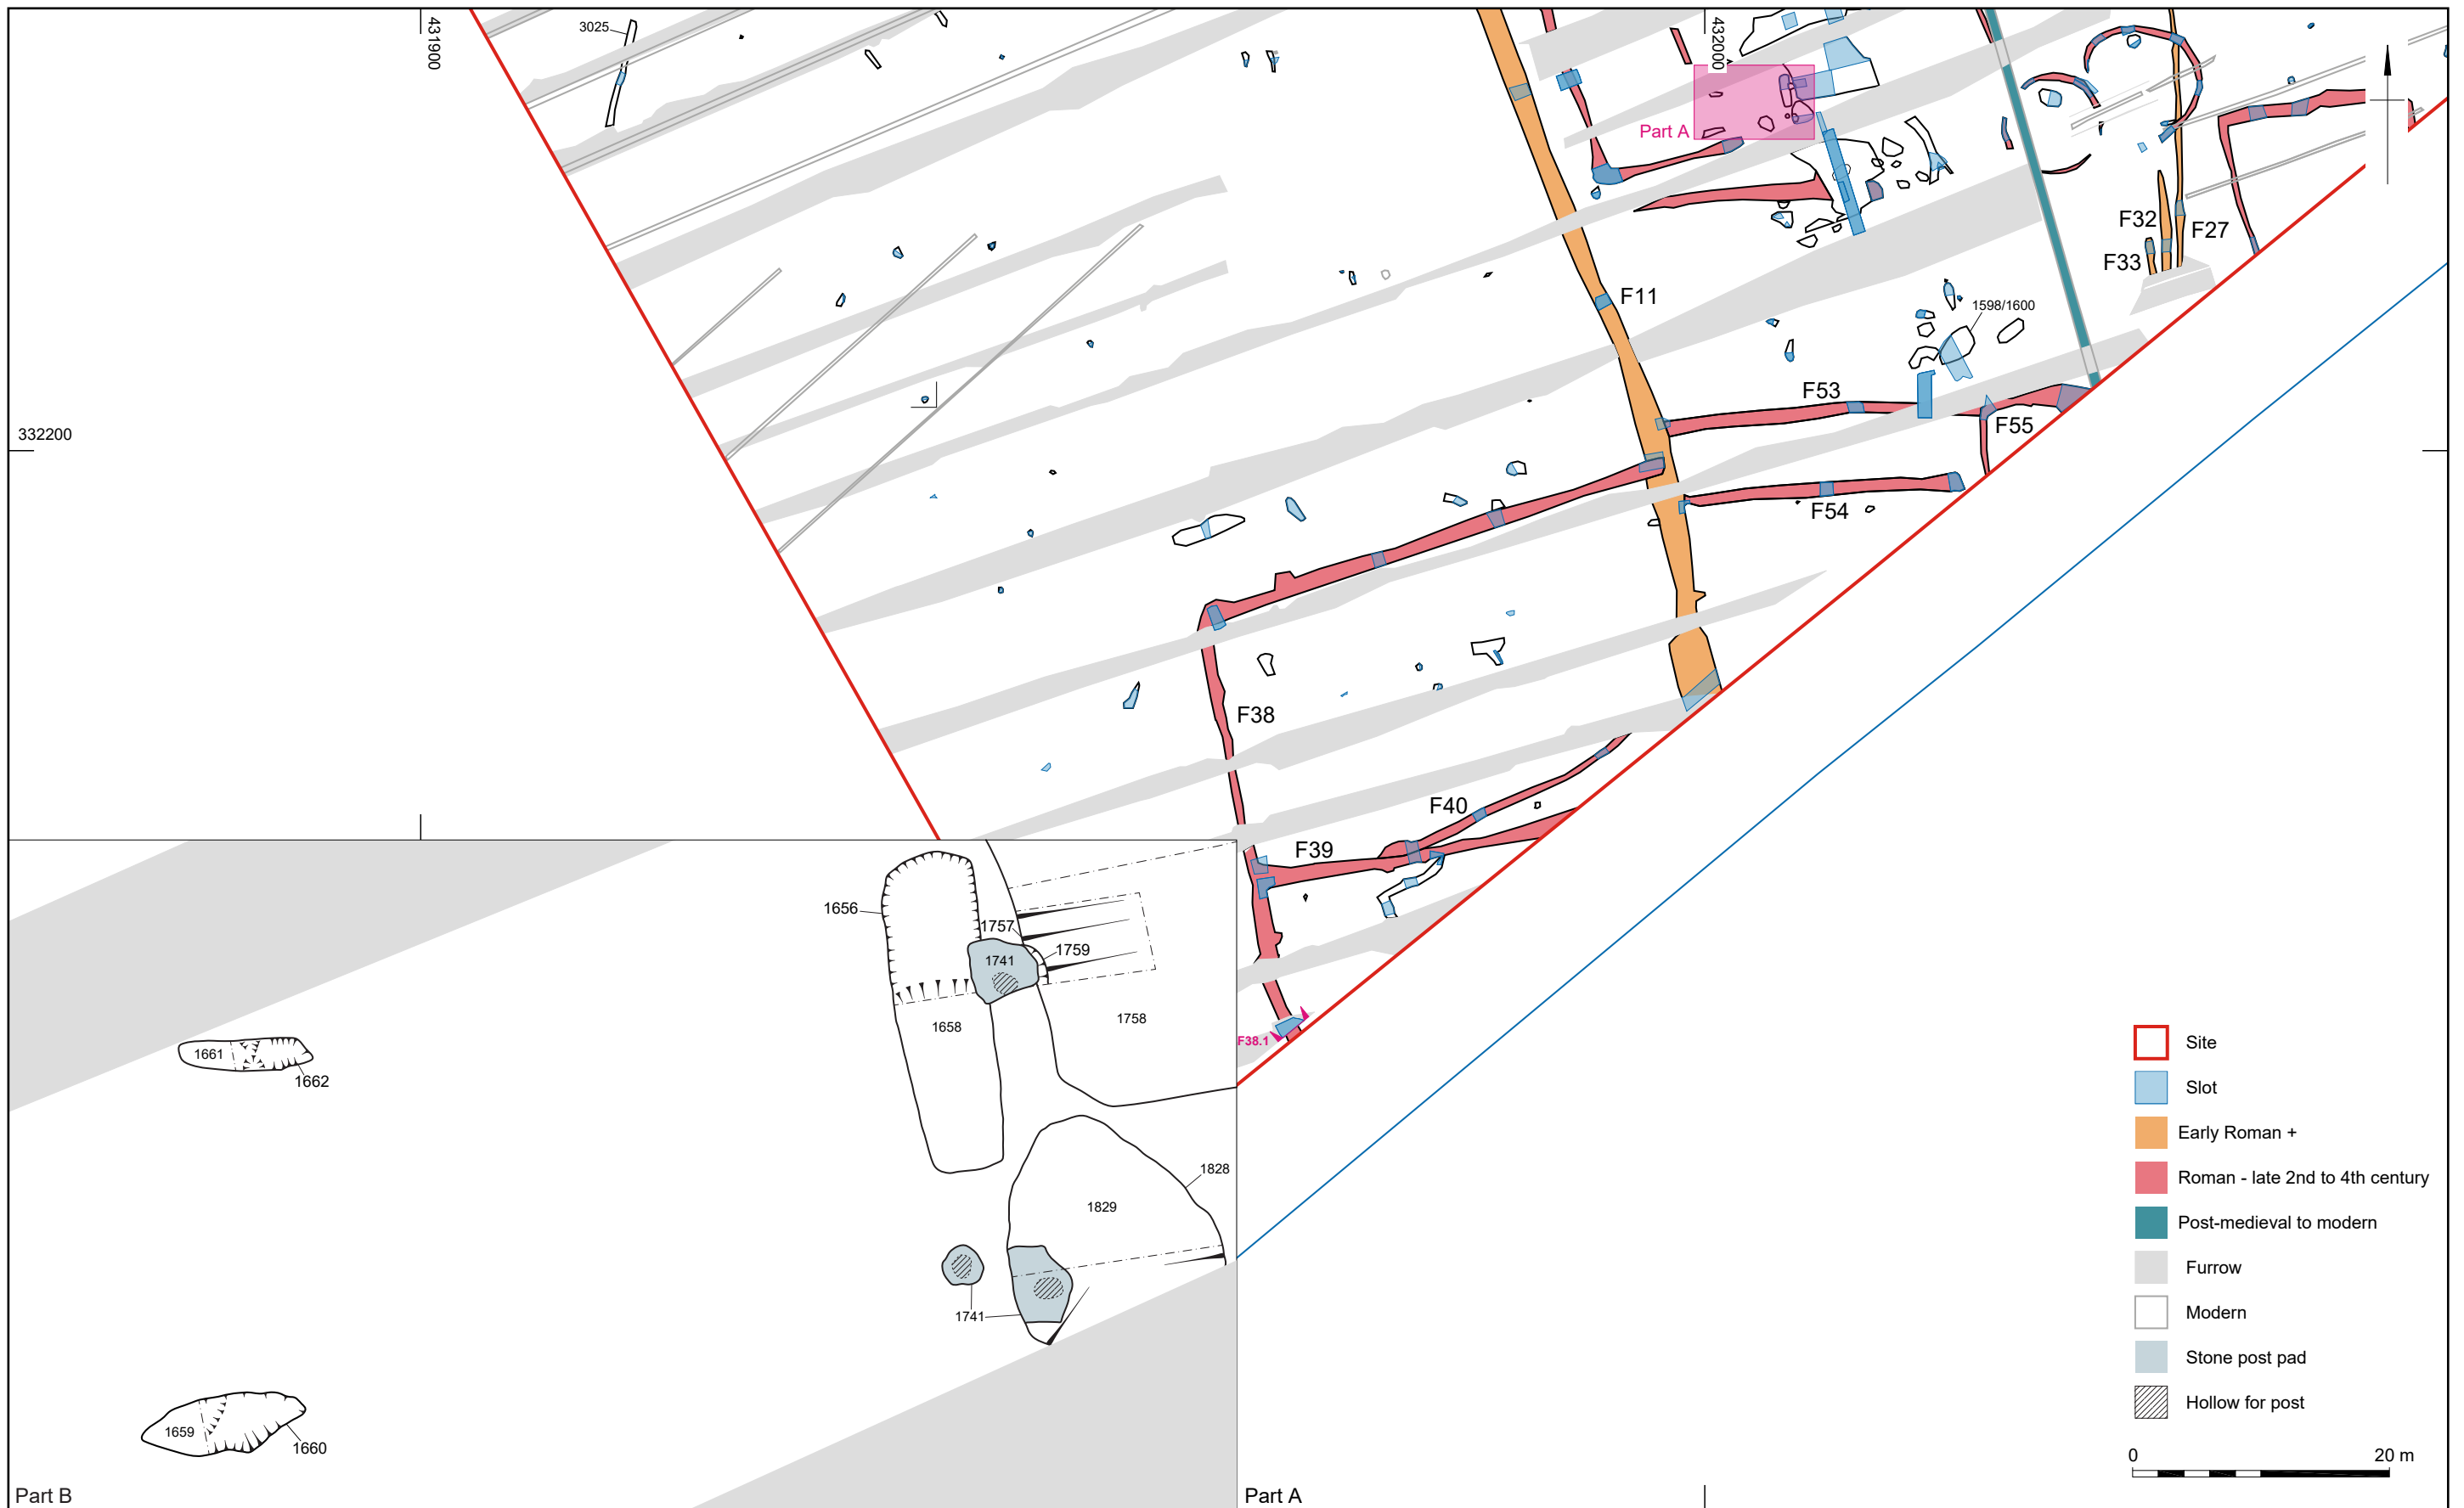 3025
431900
432000
Part A
F32
F27
F33
F11
1598/1600
F53
F55
332200
F54
F38
F40
F39
F38.1
1656
1757
1759
1741
1658
1758
1661
1662
1828
1829
1741
1659
1660
Part B
Part A
Site
Slot
Early Roman +
Roman - late 2nd to 4th century
Post-medieval to modern
Furrow
Modern
Stone post pad
Hollow for post
0 20 m